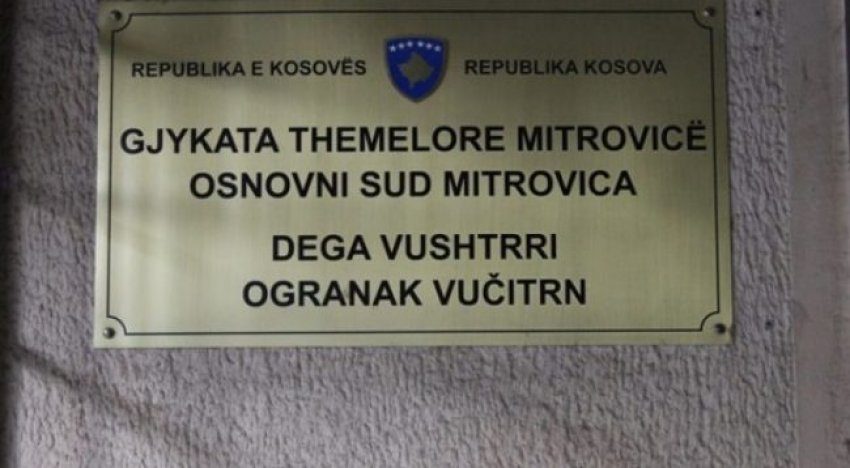 REPUBLIKA E KOSOVËS REPUBLIKA KOSOVA
GJYKATA THEMELORE MITROVICË
OSNOVNI SUD MITROVICA
DEGA VUSHTRRI
OGRANAK VUČITRN